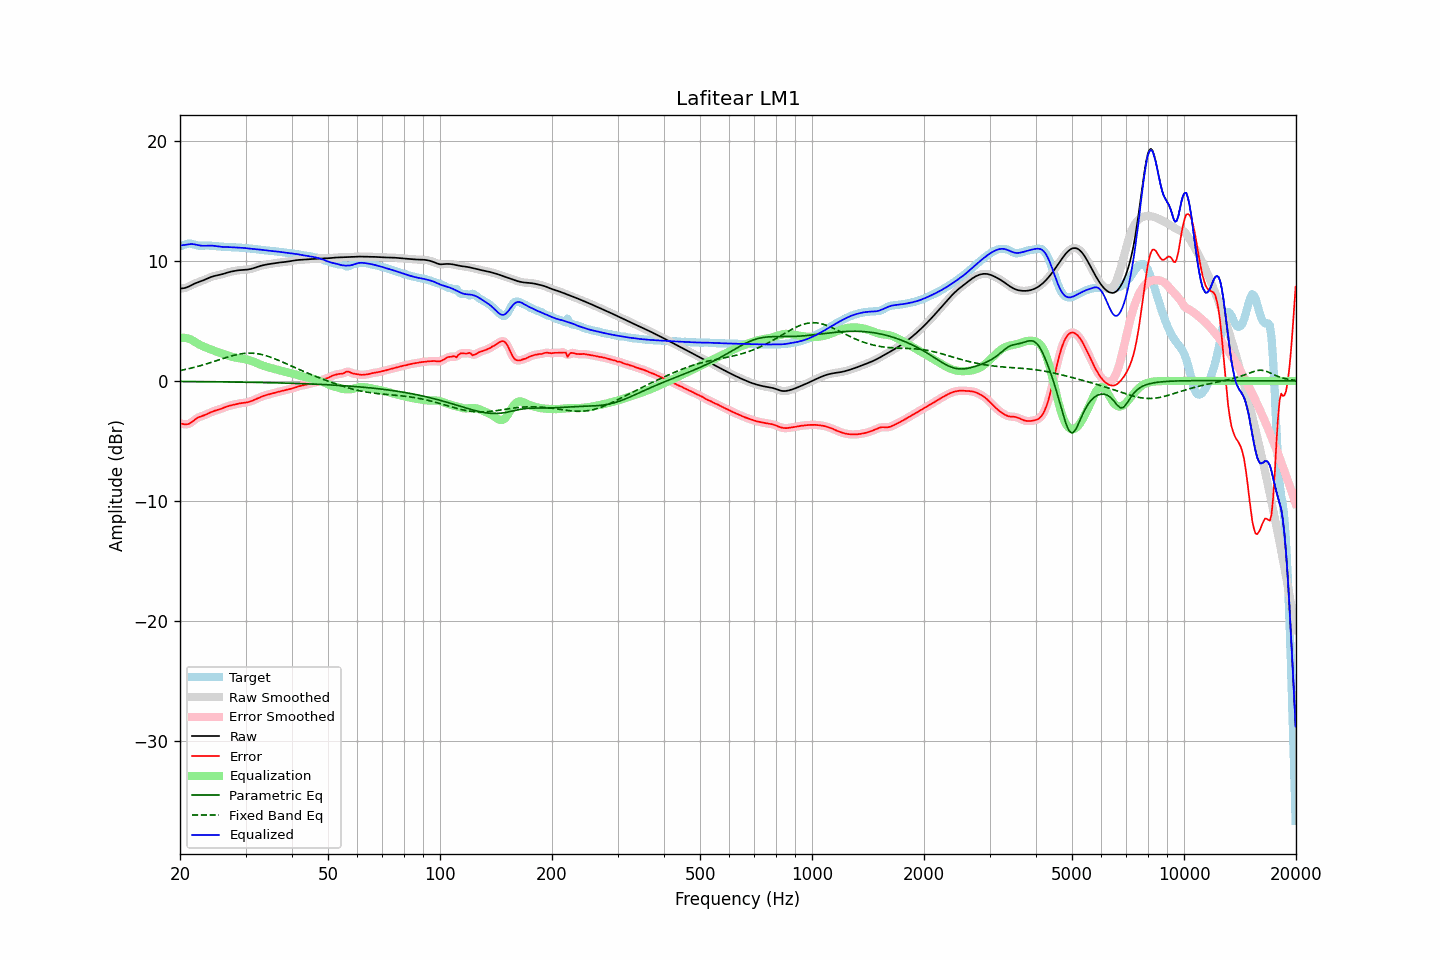 Lafitear LM1
20
10
0
−10
−20
−30
Amplitude (dBr)
Target
Raw Smoothed
Error Smoothed
Raw
Error
Equalization
Parametric Eq
Fixed Band Eq
Equalized
20 50 100 200 500 1000 2000 5000 10000 20000
Frequency (Hz)